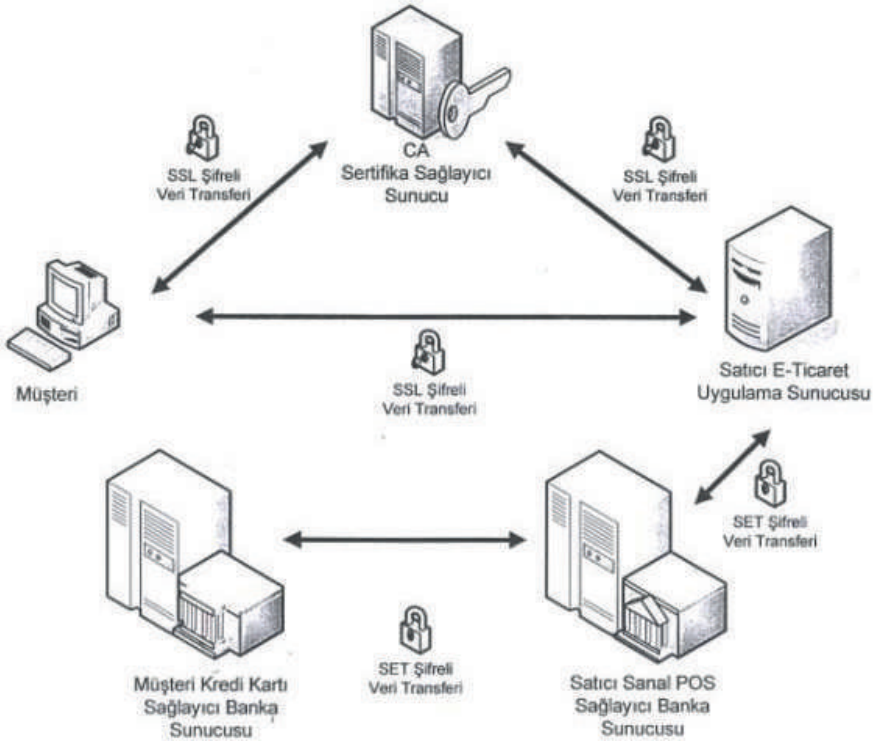 CA
Sertifika Sağlayıcı
Sunucu
SSL Şifreli
Veri Transferi
SSL Şifreli
Veri Transferi
Müşteri
SSL Şifreli
Veri Transferi
Satıcı E-Ticaret
Uygulama Sunucusu
SET Şifreli
Veri Transferi
SET Şifreli
Veri Transferi
Müşteri Kredi Kartı
Sağlayıcı Banka
Sunucusu
Satıcı Sanal POS
Sağlayıcı Banka
Sunucusu